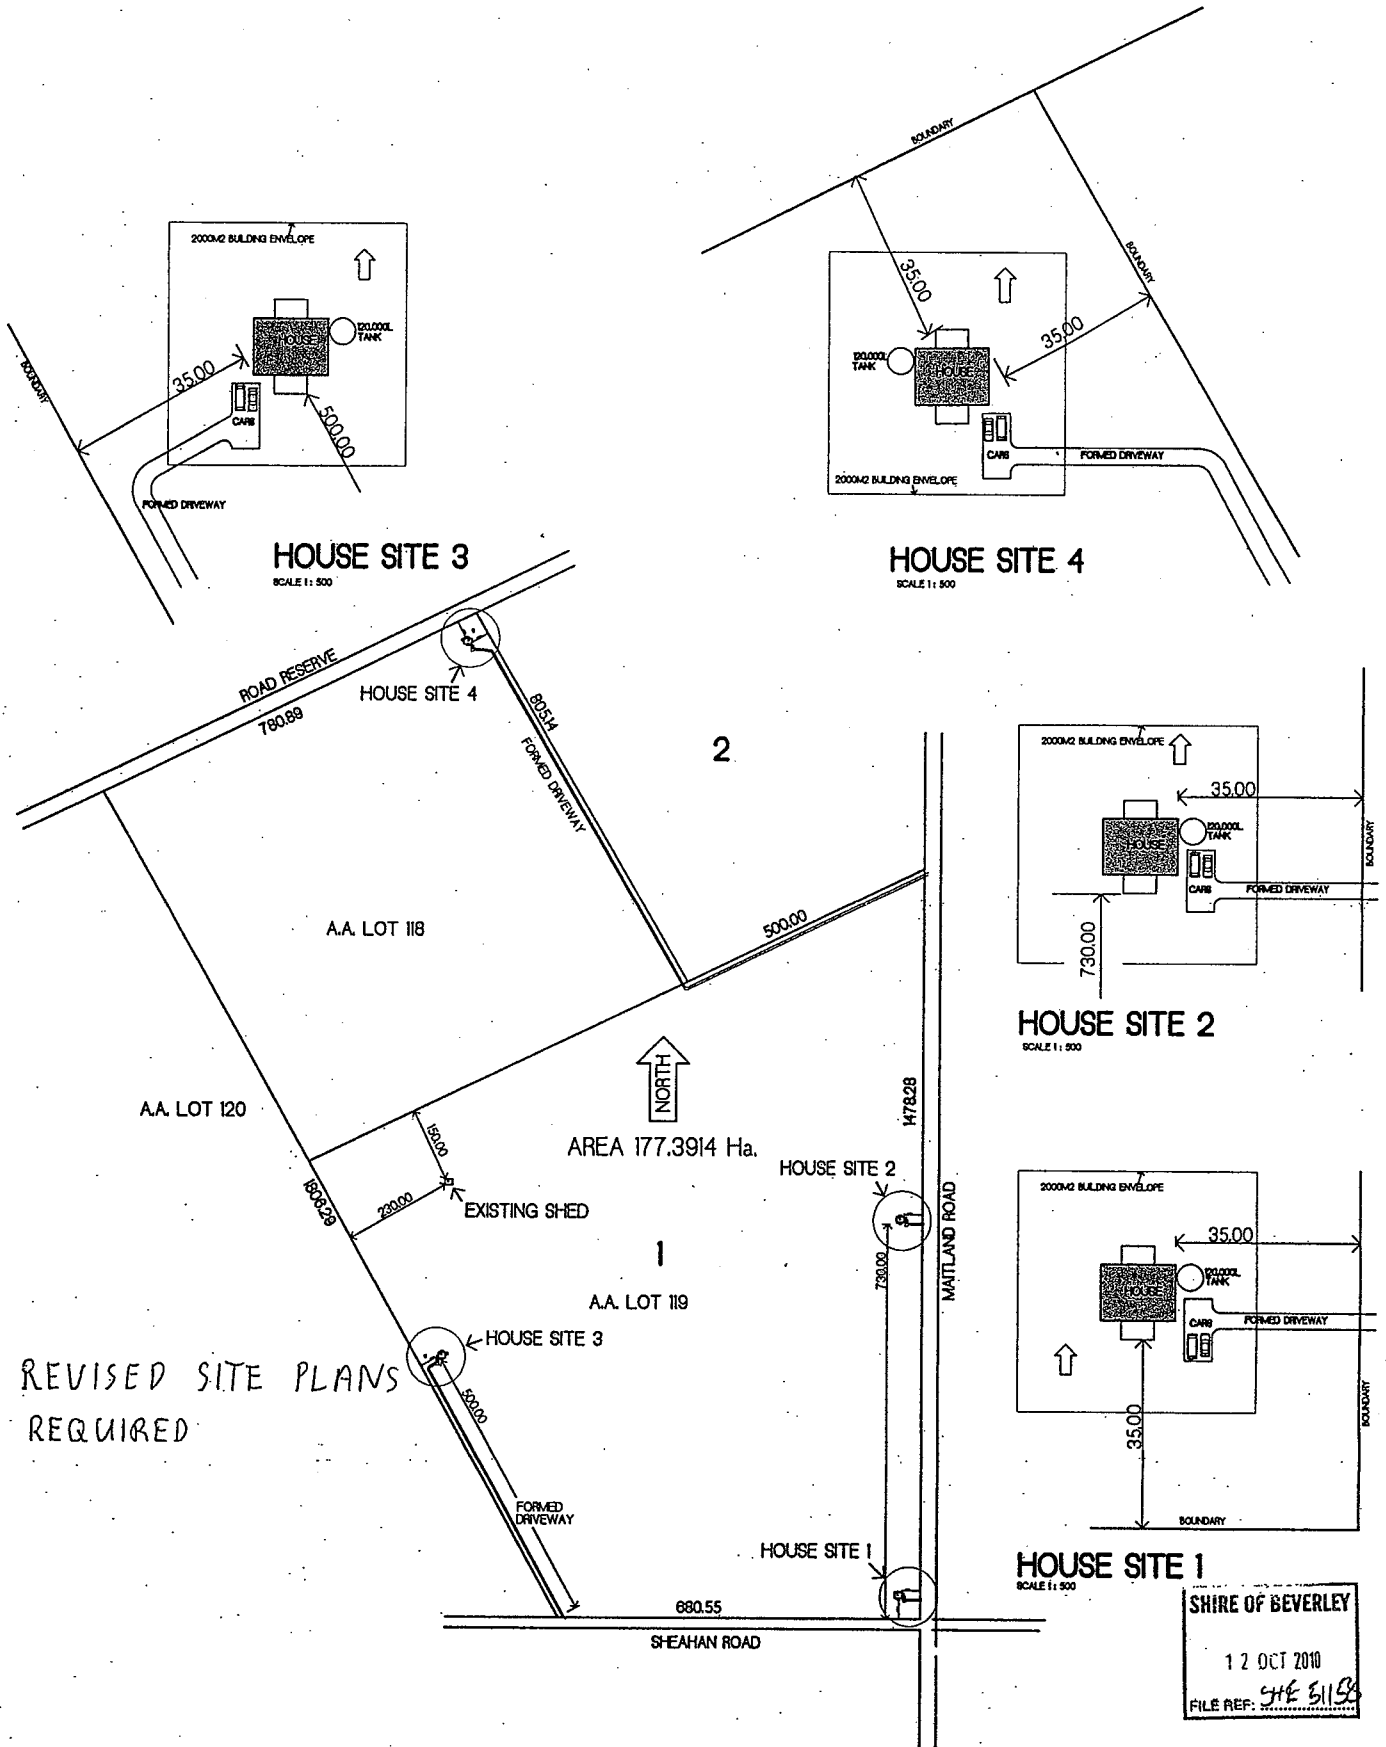 BOUNDARY
2000M2 BUILDING ENVELOPE
120,000L
TANK
HOUSE
35.00
CARS
500.00
BOUNDARY
FORMED DRIVEWAY
HOUSE SITE 3
SCALE 1: 500
BOUNDARY
35.00
35.00
120,000L
TANK
HOUSE
CARS
FORMED DRIVEWAY
2000M2 BUILDING ENVELOPE
HOUSE SITE 4
SCALE 1: 500
ROAD RESERVE
780.89
HOUSE SITE 4
805.14
FORMED DRIVEWAY
2
A.A. LOT 118
500.00
2000M2 BUILDING ENVELOPE
35.00
120,000L
TANK
HOUSE
CARS
FORMED DRIVEWAY
BOUNDARY
730.00
HOUSE SITE 2
SCALE 1: 500
NORTH
A.A. LOT 120
150.00
AREA 177.3914 Ha.
1478.28
HOUSE SITE 2
MAITLAND ROAD
1806.29
230.00
EXISTING SHED
730.00
1
A.A. LOT 119
HOUSE SITE 3
REVISED SITE PLANS
REQUIRED
500.00
FORMED
DRIVEWAY
HOUSE SITE 1
680.55
SHEAHAN ROAD
2000M2 BUILDING ENVELOPE
35.00
120,000L
TANK
HOUSE
CARS
FORMED DRIVEWAY
35.00
BOUNDARY
BOUNDARY
HOUSE SITE 1
SCALE 1: 500
SHIRE OF BEVERLEY
12 OCT 2010
FILE REF: SHE